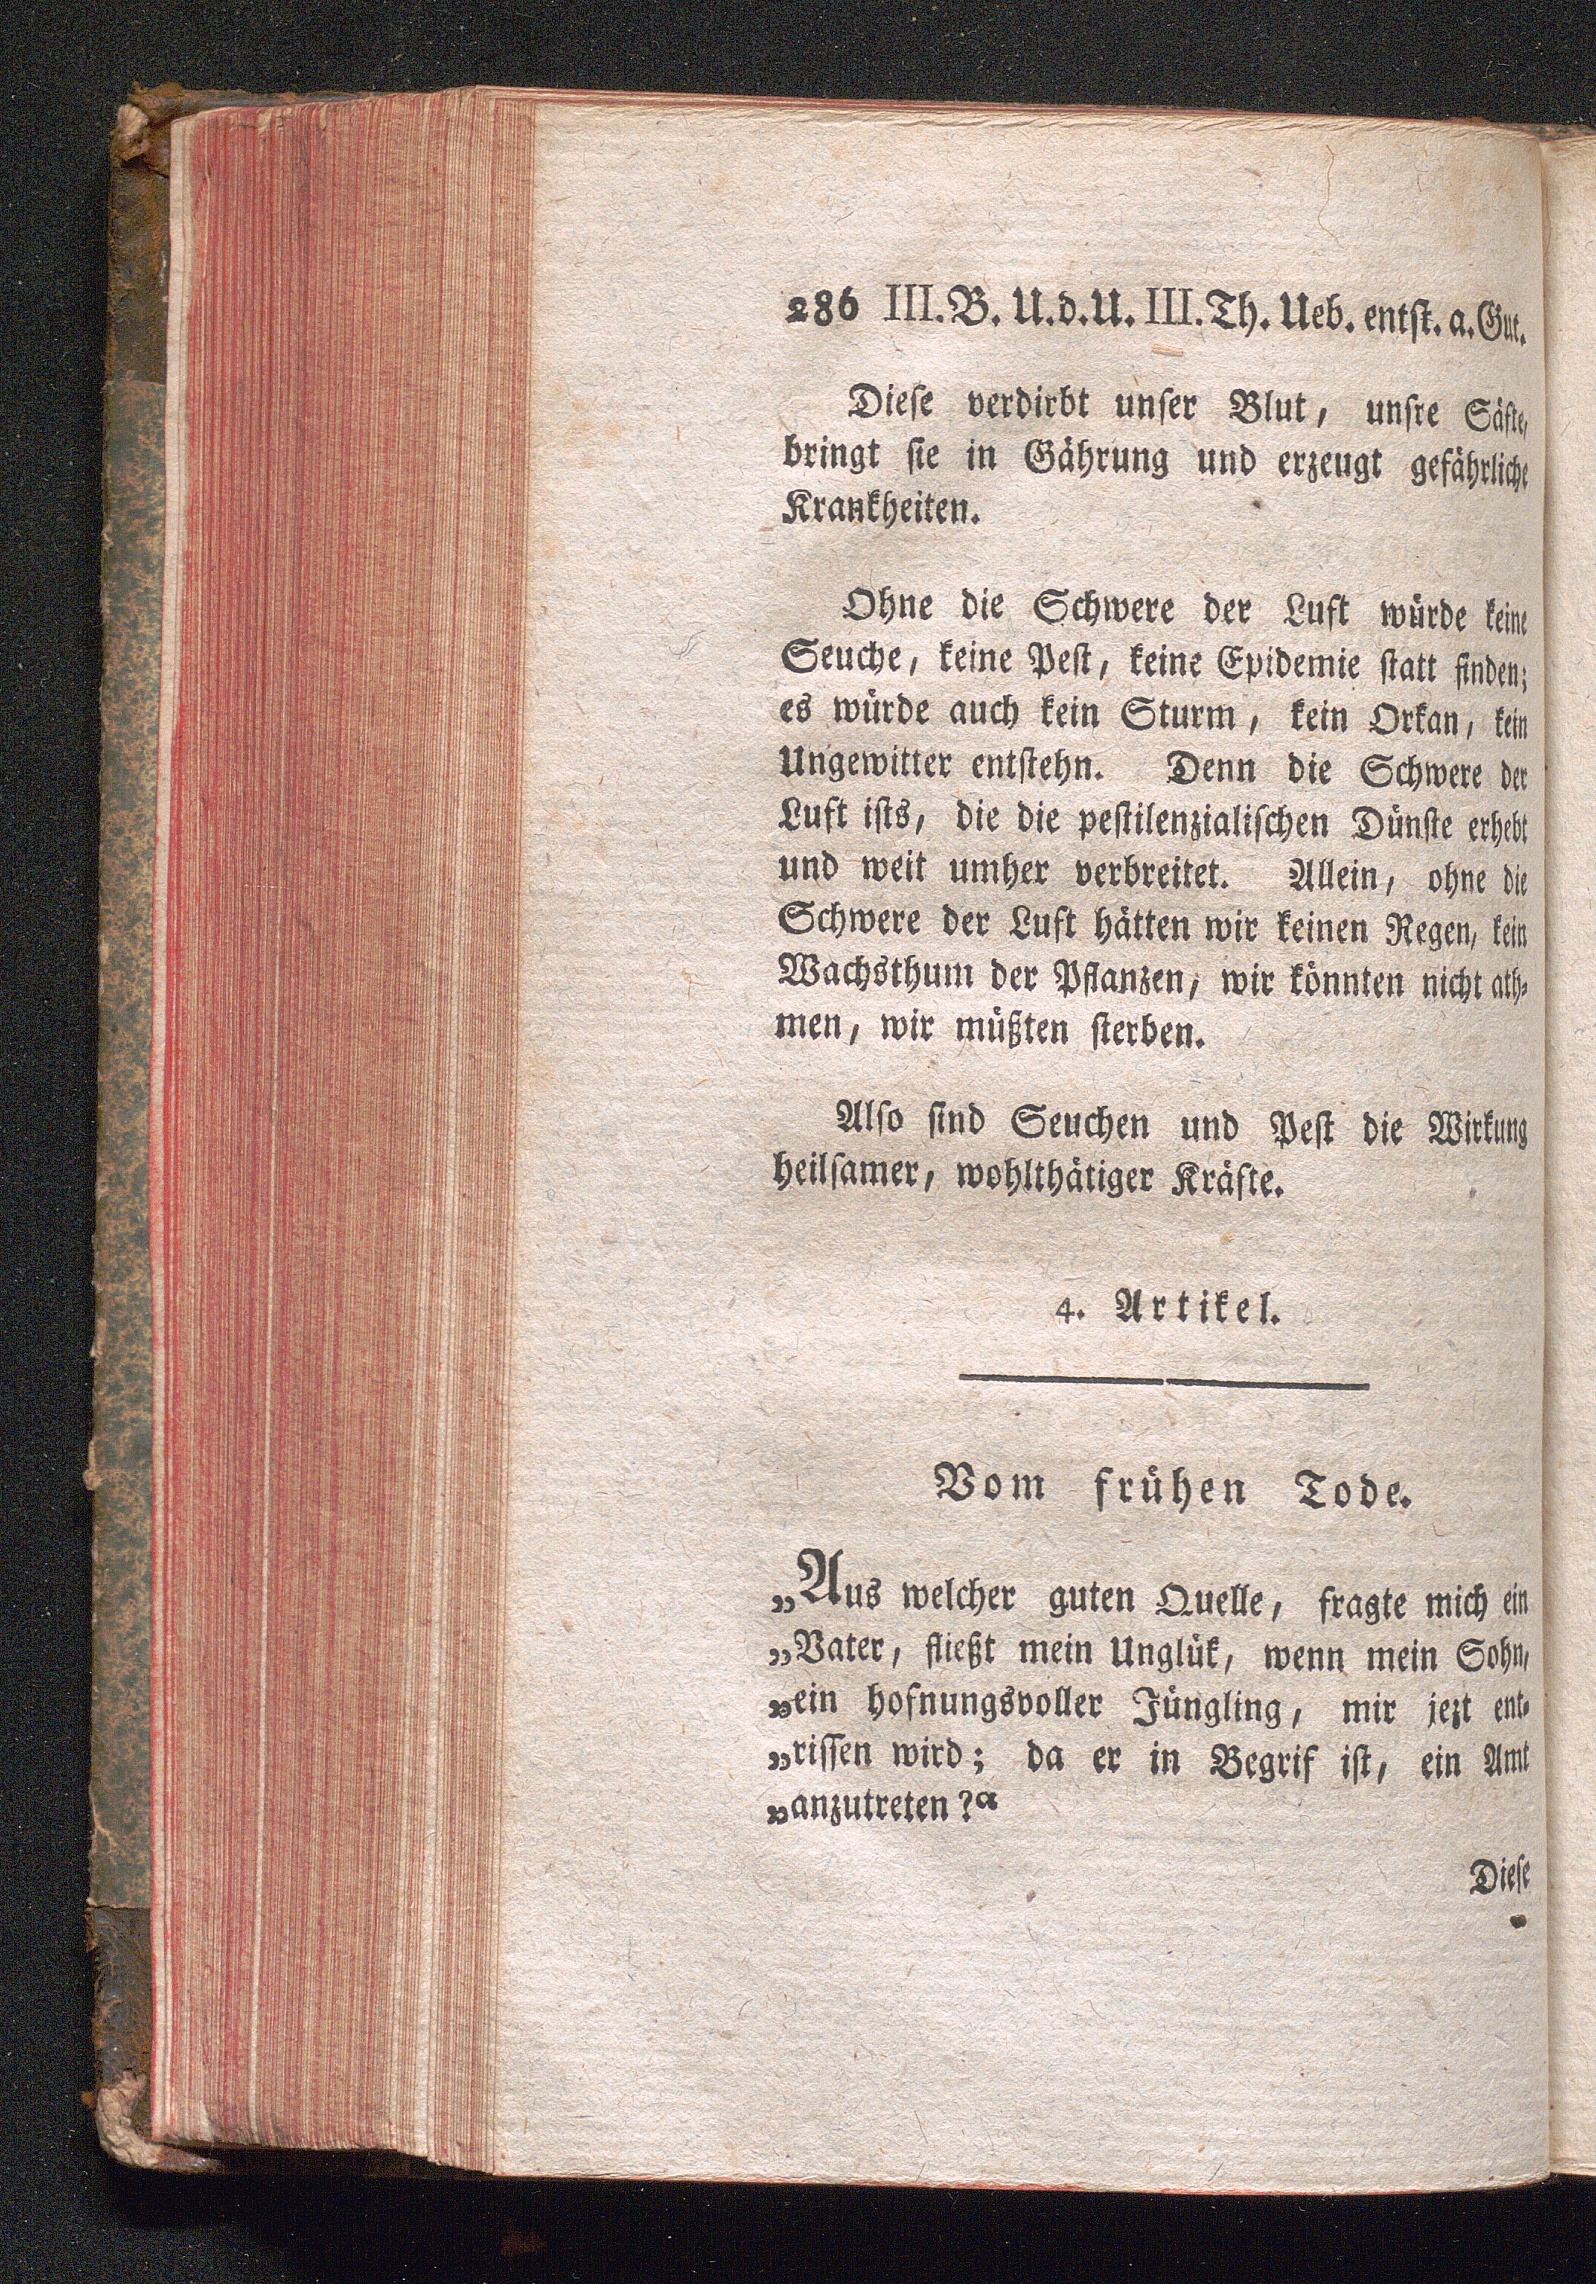 286 III. B. U. d. U. III. Th. Ueb. entst. a. Gut.
Diese verdirbt unser Blut, unsre Säfte,
bringt sie in Gährung und erzeugt gefährliche
Krankheiten.
Ohne die Schwere der Luft würde keine
Seuche, keine Pest, keine Epidemie statt finden;
es würde auch kein Sturm, kein Orkan, kein
Ungewitter entstehn. Denn die Schwere der
Luft ists, die die pestilenzialischen Dünste erhebt
und weit umher verbreitet. Allein, ohne die
Schwere der Luft hätten wir keinen Regen, kein
Wachsthum der Pflanzen, wir könnten nicht ath-
men, wir müßten sterben.
Also sind Seuchen und Pest die Wirkung
heilsamer, wohlthätiger Kräfte.
4. Artikel.
Vom frühen Tode.
„Aus welcher guten Quelle, fragte mich ein
„Vater, fließt mein Unglük, wenn mein Sohn,
„ein hofnungsvoller Jüngling, mir jezt ent-
„rissen wird; da er in Begrif ist, ein Amt
„anzutreten?“
Diese